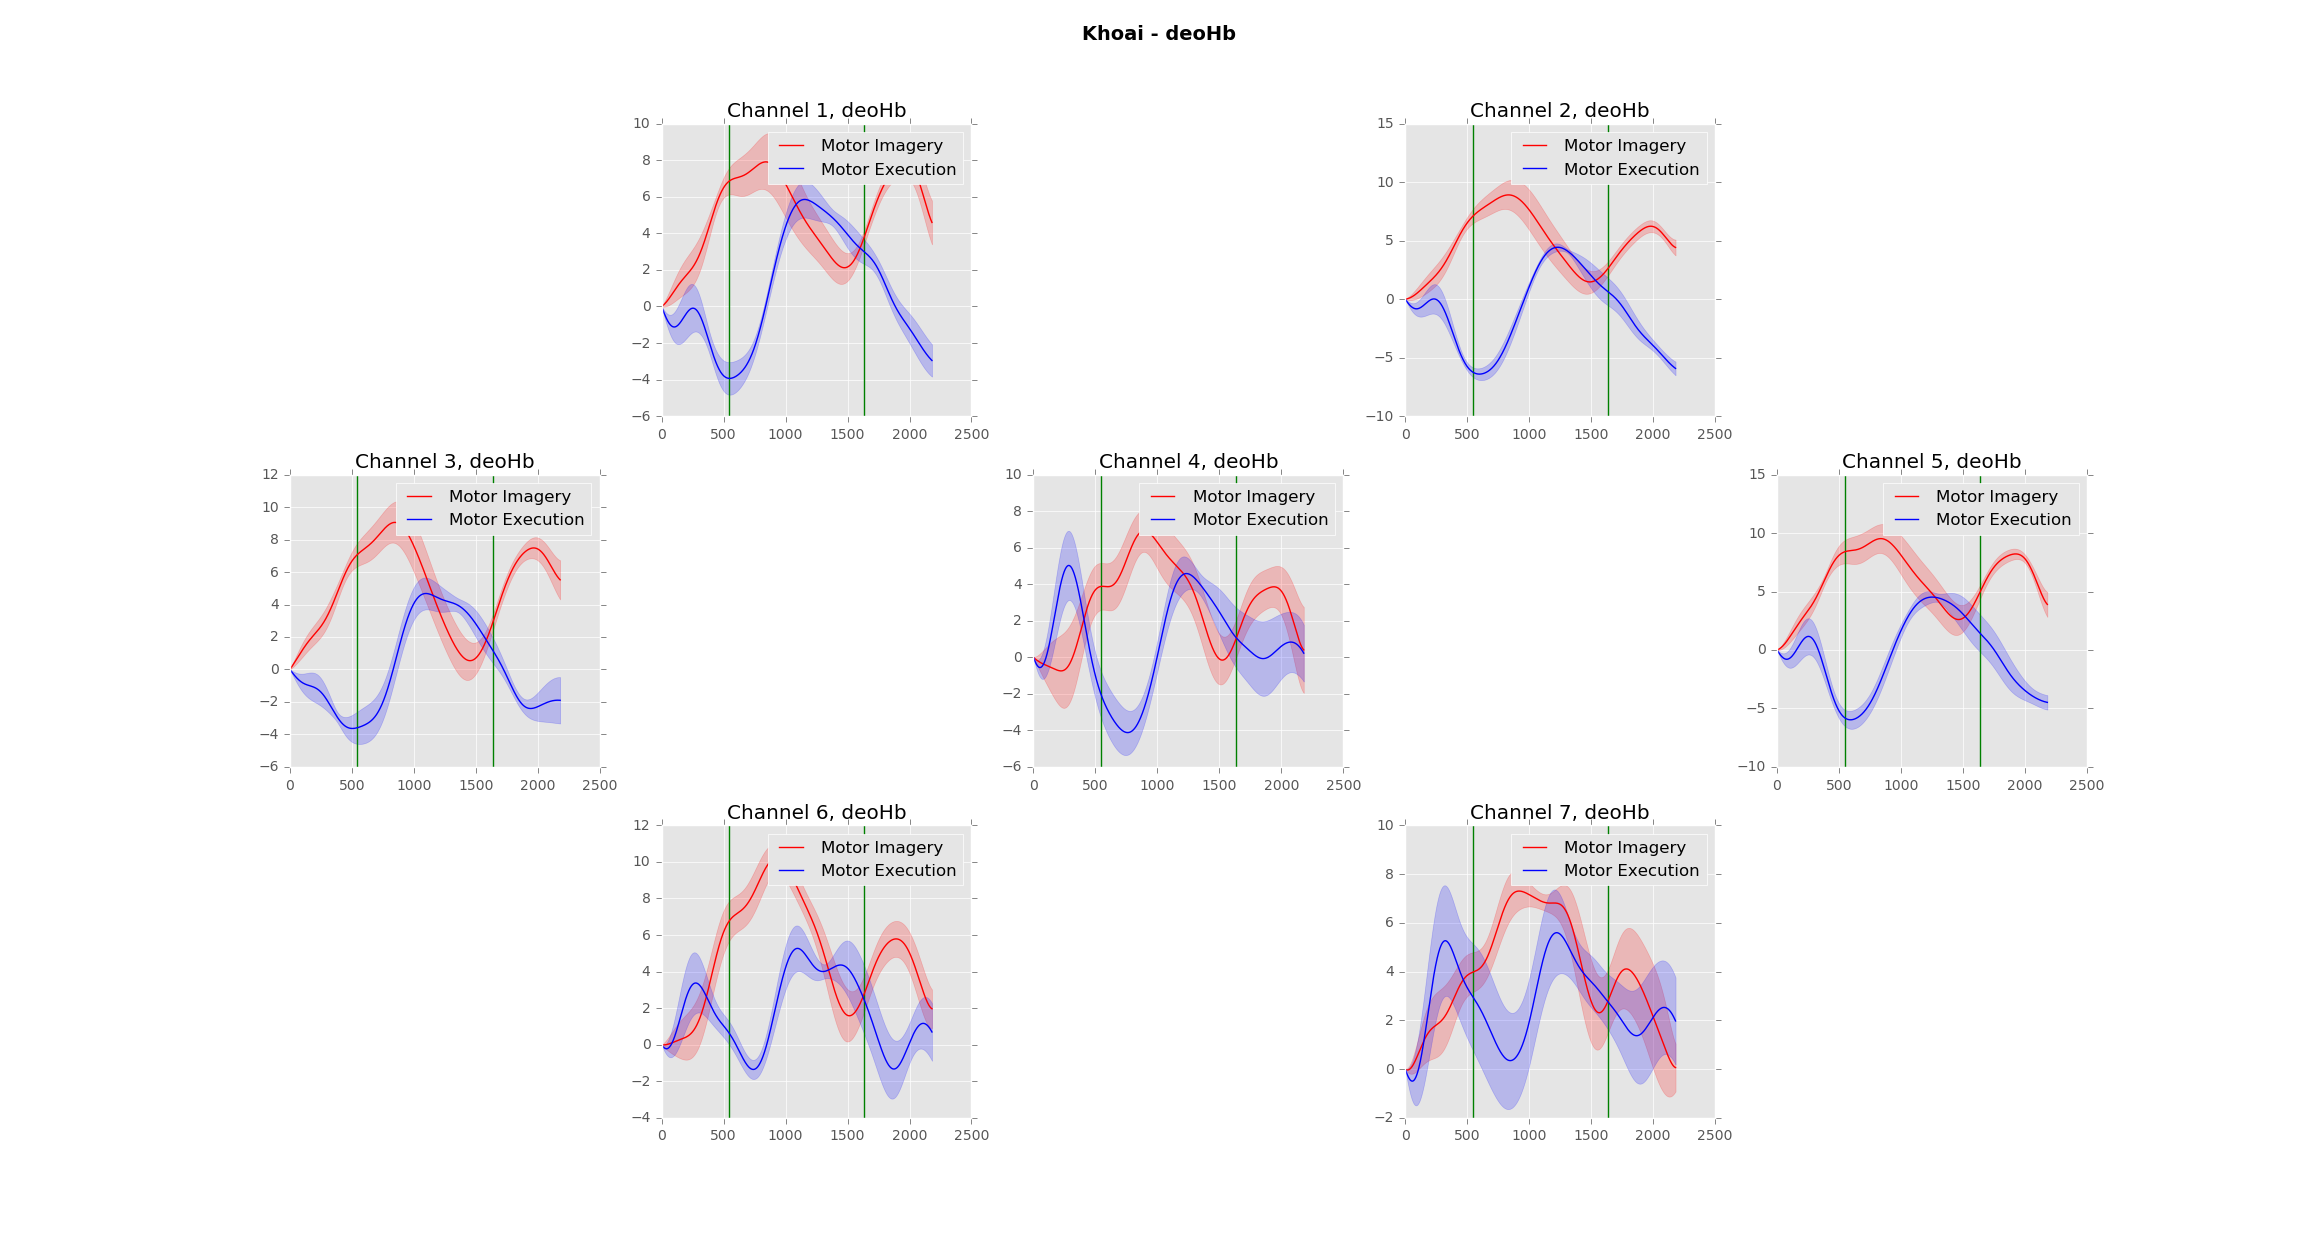 Khoai - deoHb
Channel 1, deoHb
10
8
6
4
2
0
−2
−4
−6
Motor Imagery
Motor Execution
0 500 1000 1500 2000 2500
Channel 2, deoHb
15
10
5
0
−5
−10
Motor Imagery
Motor Execution
0 500 1000 1500 2000 2500
Channel 3, deoHb
12
10
8
6
4
2
0
−2
−4
−6
Motor Imagery
Motor Execution
0 500 1000 1500 2000 2500
Channel 4, deoHb
10
8
6
4
2
0
−2
−4
−6
Motor Imagery
Motor Execution
0 500 1000 1500 2000 2500
Channel 5, deoHb
15
10
5
0
−5
−10
Motor Imagery
Motor Execution
0 500 1000 1500 2000 2500
Channel 6, deoHb
12
10
8
6
4
2
0
−2
−4
Motor Imagery
Motor Execution
0 500 1000 1500 2000 2500
Channel 7, deoHb
10
8
6
4
2
0
−2
Motor Imagery
Motor Execution
0 500 1000 1500 2000 2500